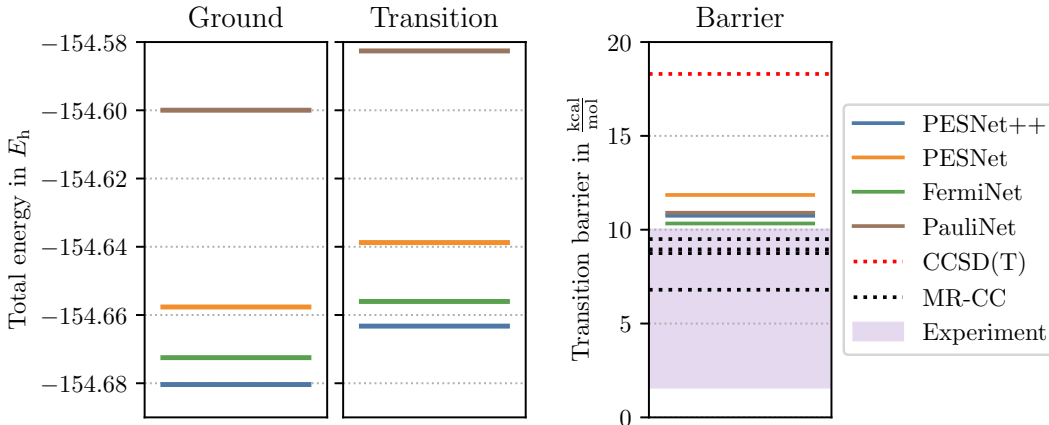 Ground
Transition
Barrier
Total energy in E_h
−154.58
−154.60
−154.62
−154.64
−154.66
−154.68
Transition barrier in kcal/mol
20
15
10
5
0
PESNet++
PESNet
FermiNet
PauliNet
CCSD(T)
MR-CC
Experiment